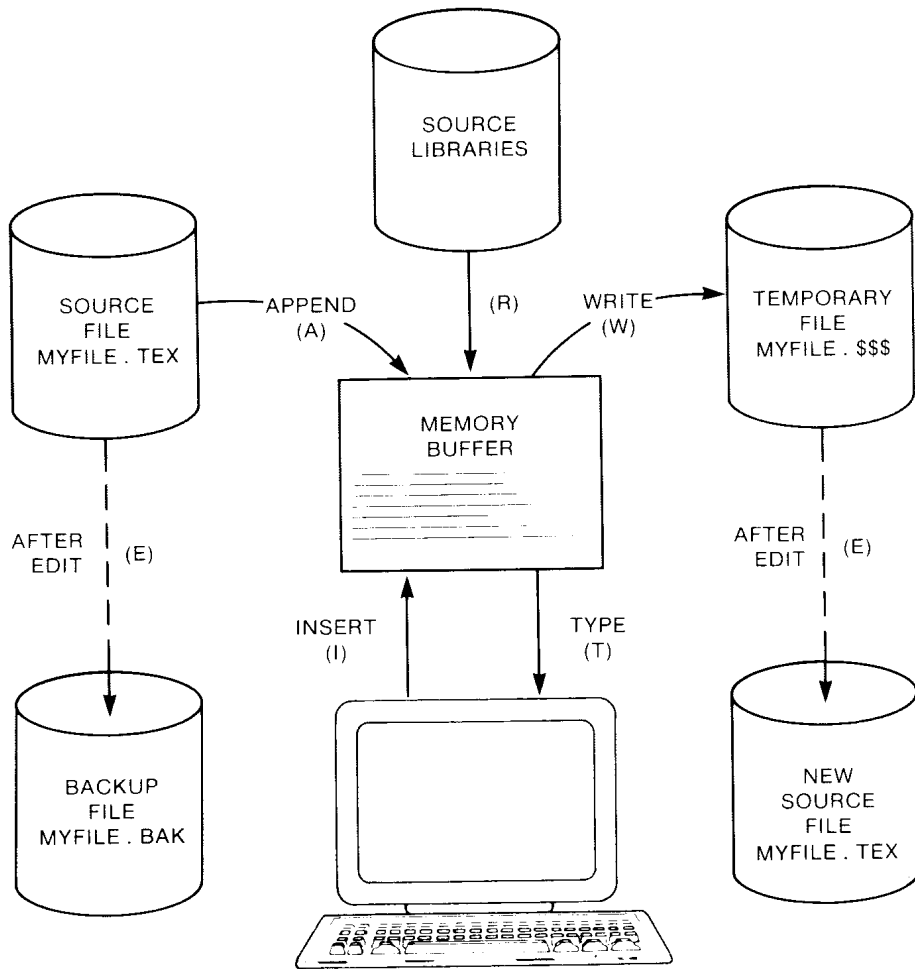 SOURCE
LIBRARIES
SOURCE
FILE
MYFILE . TEX
APPEND
(A)
(R)
WRITE
(W)
TEMPORARY
FILE
MYFILE . $$$
MEMORY
BUFFER
AFTER
EDIT
(E)
AFTER
EDIT
(E)
INSERT
(I)
TYPE
(T)
BACKUP
FILE
MYFILE . BAK
NEW
SOURCE
FILE
MYFILE . TEX